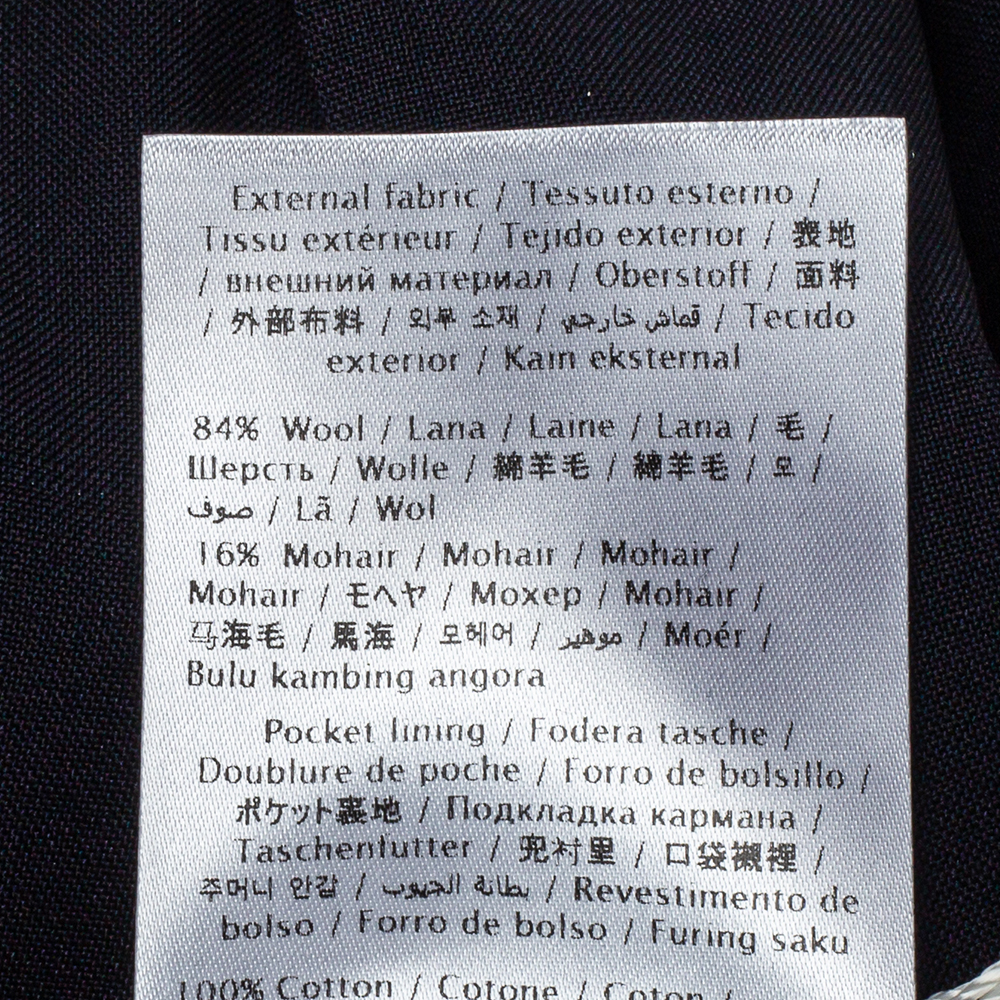 External fabric / Tessuto esterno /
Tissu extérieur / Tejido exterior / 表地
/ внешний материал / Oberstoff / 面料
/ 外部布料 / 외부 소재 / قماش خارجي / Tecido
exterior / Kain eksternal
84% Wool / Lana / Laine / Lana / 毛 /
Шерсть / Wolle / 綿羊毛 / 綿羊毛 / 모 /
صوف / Lã / Wol
16% Mohair / Mohair / Mohair /
Mohair / モヘヤ / Мохер / Mohair /
马海毛 / 馬海 / 모헤어 / موهير / Moér /
Bulu kambing angora
Pocket lining / Fodera tasche /
Doublure de poche / Forro de bolsillo /
ポケット裏地 / Подкладка кармана /
Taschenfutter / 兜衬里 / 口袋襯裡 /
주머니 안감 / بطانة الجيوب / Revestimento de
bolso / Forro de bolso / Furing saku
100% Cotton / Cotone / Coton /